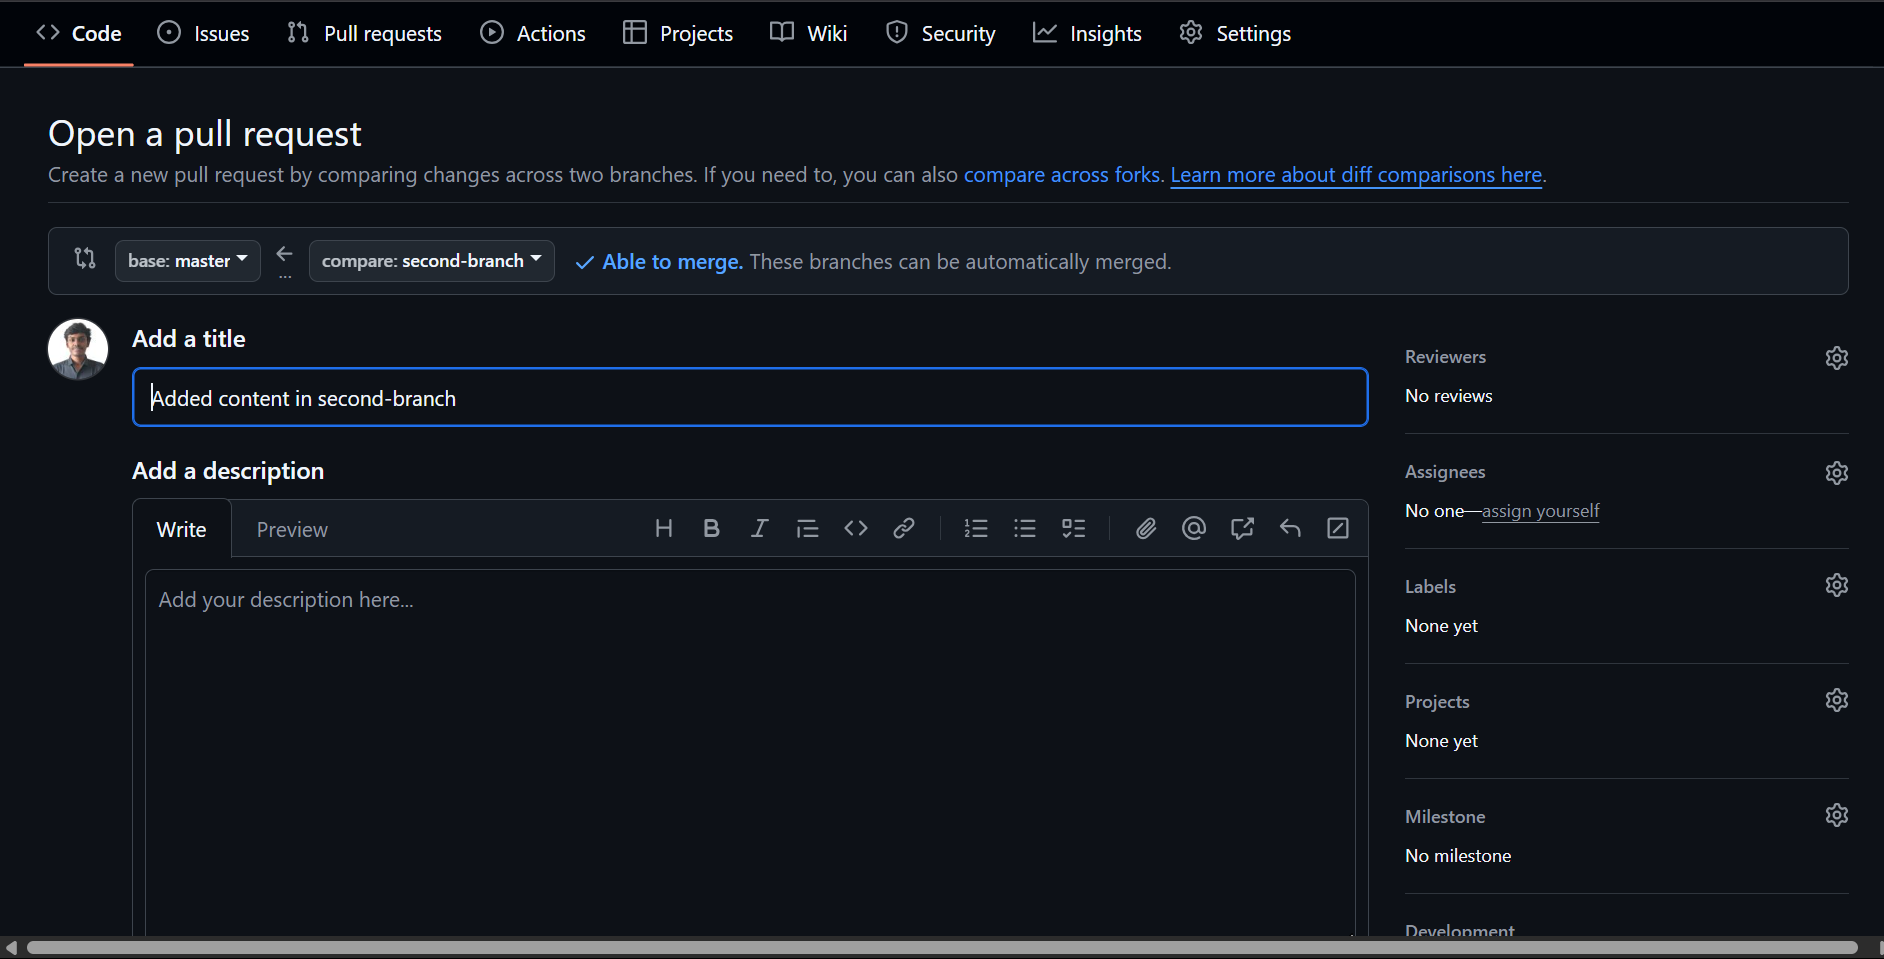 Code Issues Pull requests Actions Projects Wiki Security Insights Settings
Open a pull request
Create a new pull request by comparing changes across two branches. If you need to, you can also compare across forks. Learn more about diff comparisons here.
base: master ... compare: second-branch Able to merge. These branches can be automatically merged.
Add a title
Added content in second-branch
Add a description
Write Preview
Add your description here...
Reviewers
No reviews
Assignees
No one—assign yourself
Labels
None yet
Projects
None yet
Milestone
No milestone
Development